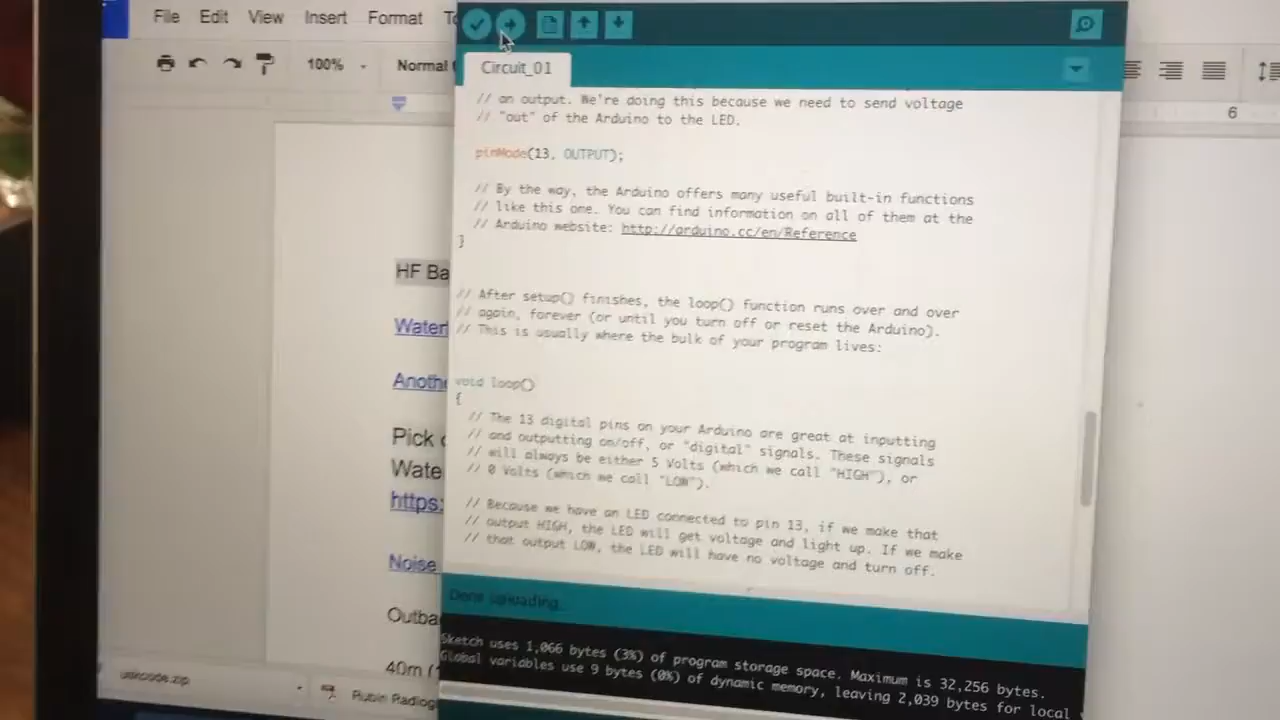 File Edit View Insert Format
100% Normal
Circuit_01
6
// an output. We're doing this because we need to send voltage
// "out" of the Arduino to the LED.
pinMode(13, OUTPUT);
// By the way, the Arduino offers many useful built-in functions
// like this one. You can find information on all of them at the
// Arduino website: http://arduino.cc/en/Reference
}
// After setup() finishes, the loop() function runs over and over
// again, forever (or until you turn off or reset the Arduino).
// This is usually where the bulk of your program lives:
void loop()
{
// The 13 digital pins on your Arduino are great at inputting
// and outputting on/off, or "digital" signals. These signals
// will always be either 5 Volts (which we call "HIGH"), or
// 0 Volts (which we call "LOW").
// Because we have an LED connected to pin 13, if we make that
// output HIGH, the LED will get voltage and light up. If we make
// that output LOW, the LED will have no voltage and turn off.
Done uploading.
Sketch uses 1,066 bytes (3%) of program storage space. Maximum is 32,256 bytes.
Global variables use 9 bytes (0%) of dynamic memory, leaving 2,039 bytes for local
HF Ba
Waterf
Anothe
Pick
Wate
https:
Noise
Outba
40m (
Rubin Radiog